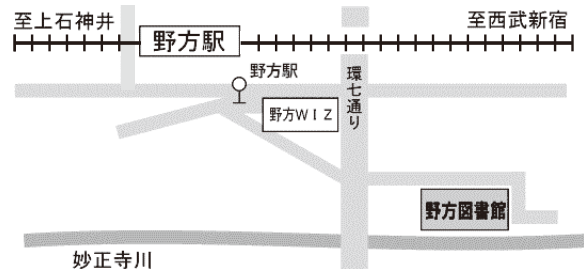 至上石神井
至西武新宿
野方駅
野方駅
環七通り
野方ＷＩＺ
野方図書館
妙正寺川